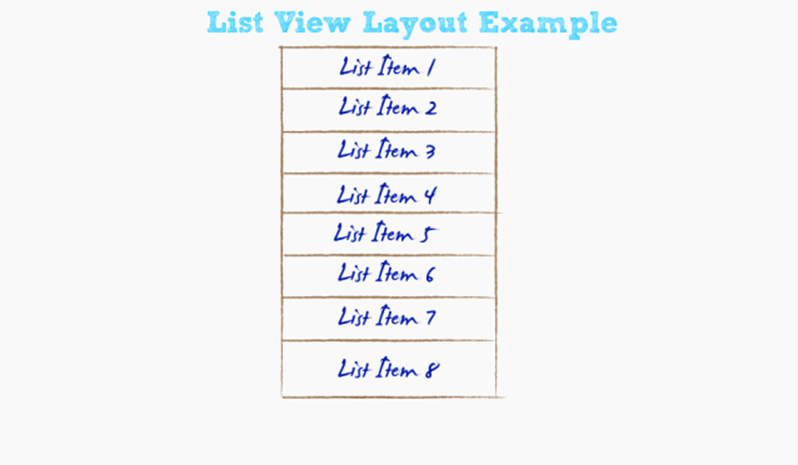 List View Layout Example
List Item 1
List Item 2
List Item 3
List Item 4
List Item 5
List Item 6
List Item 7
List Item 8